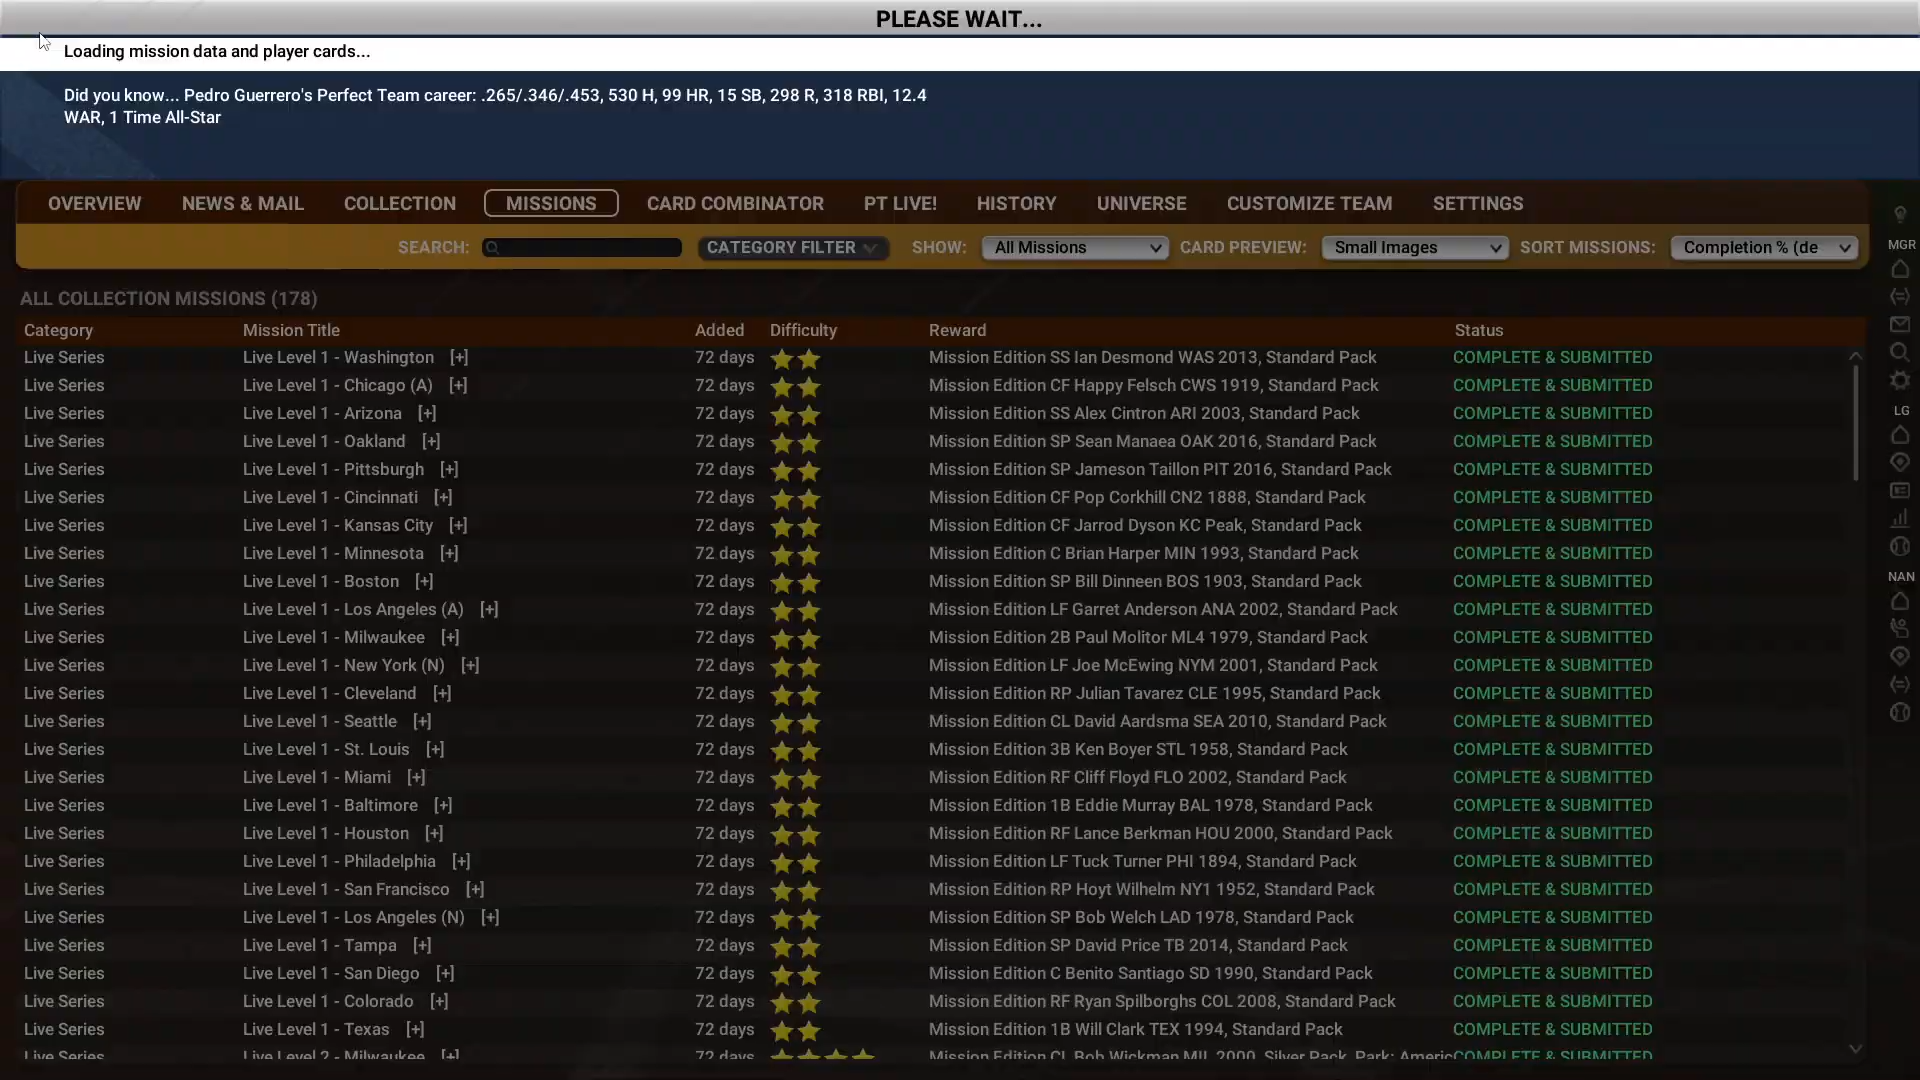 PLEASE WAIT...
Loading mission data and player cards...
Did you know... Pedro Guerrero's Perfect Team career: .265/.346/.453, 530 H, 99 HR, 15 SB, 298 R, 318 RBI, 12.4
WAR, 1 Time All-Star
OVERVIEW NEWS & MAIL COLLECTION MISSIONS CARD COMBINATOR PT LIVE! HISTORY UNIVERSE CUSTOMIZE TEAM SETTINGS
SEARCH: CATEGORY FILTER SHOW: All Missions CARD PREVIEW: Small Images SORT MISSIONS: Completion % (de
MGR
LG
NAN
ALL COLLECTION MISSIONS (178)
Category Mission Title Added Difficulty Reward Status
Live Series Live Level 1 - Washington [+] 72 days Mission Edition SS Ian Desmond WAS 2013, Standard Pack COMPLETE & SUBMITTED
Live Series Live Level 1 - Chicago (A) [+] 72 days Mission Edition CF Happy Felsch CWS 1919, Standard Pack COMPLETE & SUBMITTED
Live Series Live Level 1 - Arizona [+] 72 days Mission Edition SS Alex Cintron ARI 2003, Standard Pack COMPLETE & SUBMITTED
Live Series Live Level 1 - Oakland [+] 72 days Mission Edition SP Sean Manaea OAK 2016, Standard Pack COMPLETE & SUBMITTED
Live Series Live Level 1 - Pittsburgh [+] 72 days Mission Edition SP Jameson Taillon PIT 2016, Standard Pack COMPLETE & SUBMITTED
Live Series Live Level 1 - Cincinnati [+] 72 days Mission Edition CF Pop Corkhill CN2 1888, Standard Pack COMPLETE & SUBMITTED
Live Series Live Level 1 - Kansas City [+] 72 days Mission Edition CF Jarrod Dyson KC Peak, Standard Pack COMPLETE & SUBMITTED
Live Series Live Level 1 - Minnesota [+] 72 days Mission Edition C Brian Harper MIN 1993, Standard Pack COMPLETE & SUBMITTED
Live Series Live Level 1 - Boston [+] 72 days Mission Edition SP Bill Dinneen BOS 1903, Standard Pack COMPLETE & SUBMITTED
Live Series Live Level 1 - Los Angeles (A) [+] 72 days Mission Edition LF Garret Anderson ANA 2002, Standard Pack COMPLETE & SUBMITTED
Live Series Live Level 1 - Milwaukee [+] 72 days Mission Edition 2B Paul Molitor ML4 1979, Standard Pack COMPLETE & SUBMITTED
Live Series Live Level 1 - New York (N) [+] 72 days Mission Edition LF Joe McEwing NYM 2001, Standard Pack COMPLETE & SUBMITTED
Live Series Live Level 1 - Cleveland [+] 72 days Mission Edition RP Julian Tavarez CLE 1995, Standard Pack COMPLETE & SUBMITTED
Live Series Live Level 1 - Seattle [+] 72 days Mission Edition CL David Aardsma SEA 2010, Standard Pack COMPLETE & SUBMITTED
Live Series Live Level 1 - St. Louis [+] 72 days Mission Edition 3B Ken Boyer STL 1958, Standard Pack COMPLETE & SUBMITTED
Live Series Live Level 1 - Miami [+] 72 days Mission Edition RF Cliff Floyd FLO 2002, Standard Pack COMPLETE & SUBMITTED
Live Series Live Level 1 - Baltimore [+] 72 days Mission Edition 1B Eddie Murray BAL 1978, Standard Pack COMPLETE & SUBMITTED
Live Series Live Level 1 - Houston [+] 72 days Mission Edition RF Lance Berkman HOU 2000, Standard Pack COMPLETE & SUBMITTED
Live Series Live Level 1 - Philadelphia [+] 72 days Mission Edition LF Tuck Turner PHI 1894, Standard Pack COMPLETE & SUBMITTED
Live Series Live Level 1 - San Francisco [+] 72 days Mission Edition RP Hoyt Wilhelm NY1 1952, Standard Pack COMPLETE & SUBMITTED
Live Series Live Level 1 - Los Angeles (N) [+] 72 days Mission Edition SP Bob Welch LAD 1978, Standard Pack COMPLETE & SUBMITTED
Live Series Live Level 1 - Tampa [+] 72 days Mission Edition SP David Price TB 2014, Standard Pack COMPLETE & SUBMITTED
Live Series Live Level 1 - San Diego [+] 72 days Mission Edition C Benito Santiago SD 1990, Standard Pack COMPLETE & SUBMITTED
Live Series Live Level 1 - Colorado [+] 72 days Mission Edition RF Ryan Spilborghs COL 2008, Standard Pack COMPLETE & SUBMITTED
Live Series Live Level 1 - Texas [+] 72 days Mission Edition 1B Will Clark TEX 1994, Standard Pack COMPLETE & SUBMITTED
Live Series Live Level 2 - Milwaukee [+] 72 days Mission Edition CL Bob Wickman MIL 2000, Silver Pack, Park: Americ COMPLETE & SUBMITTED